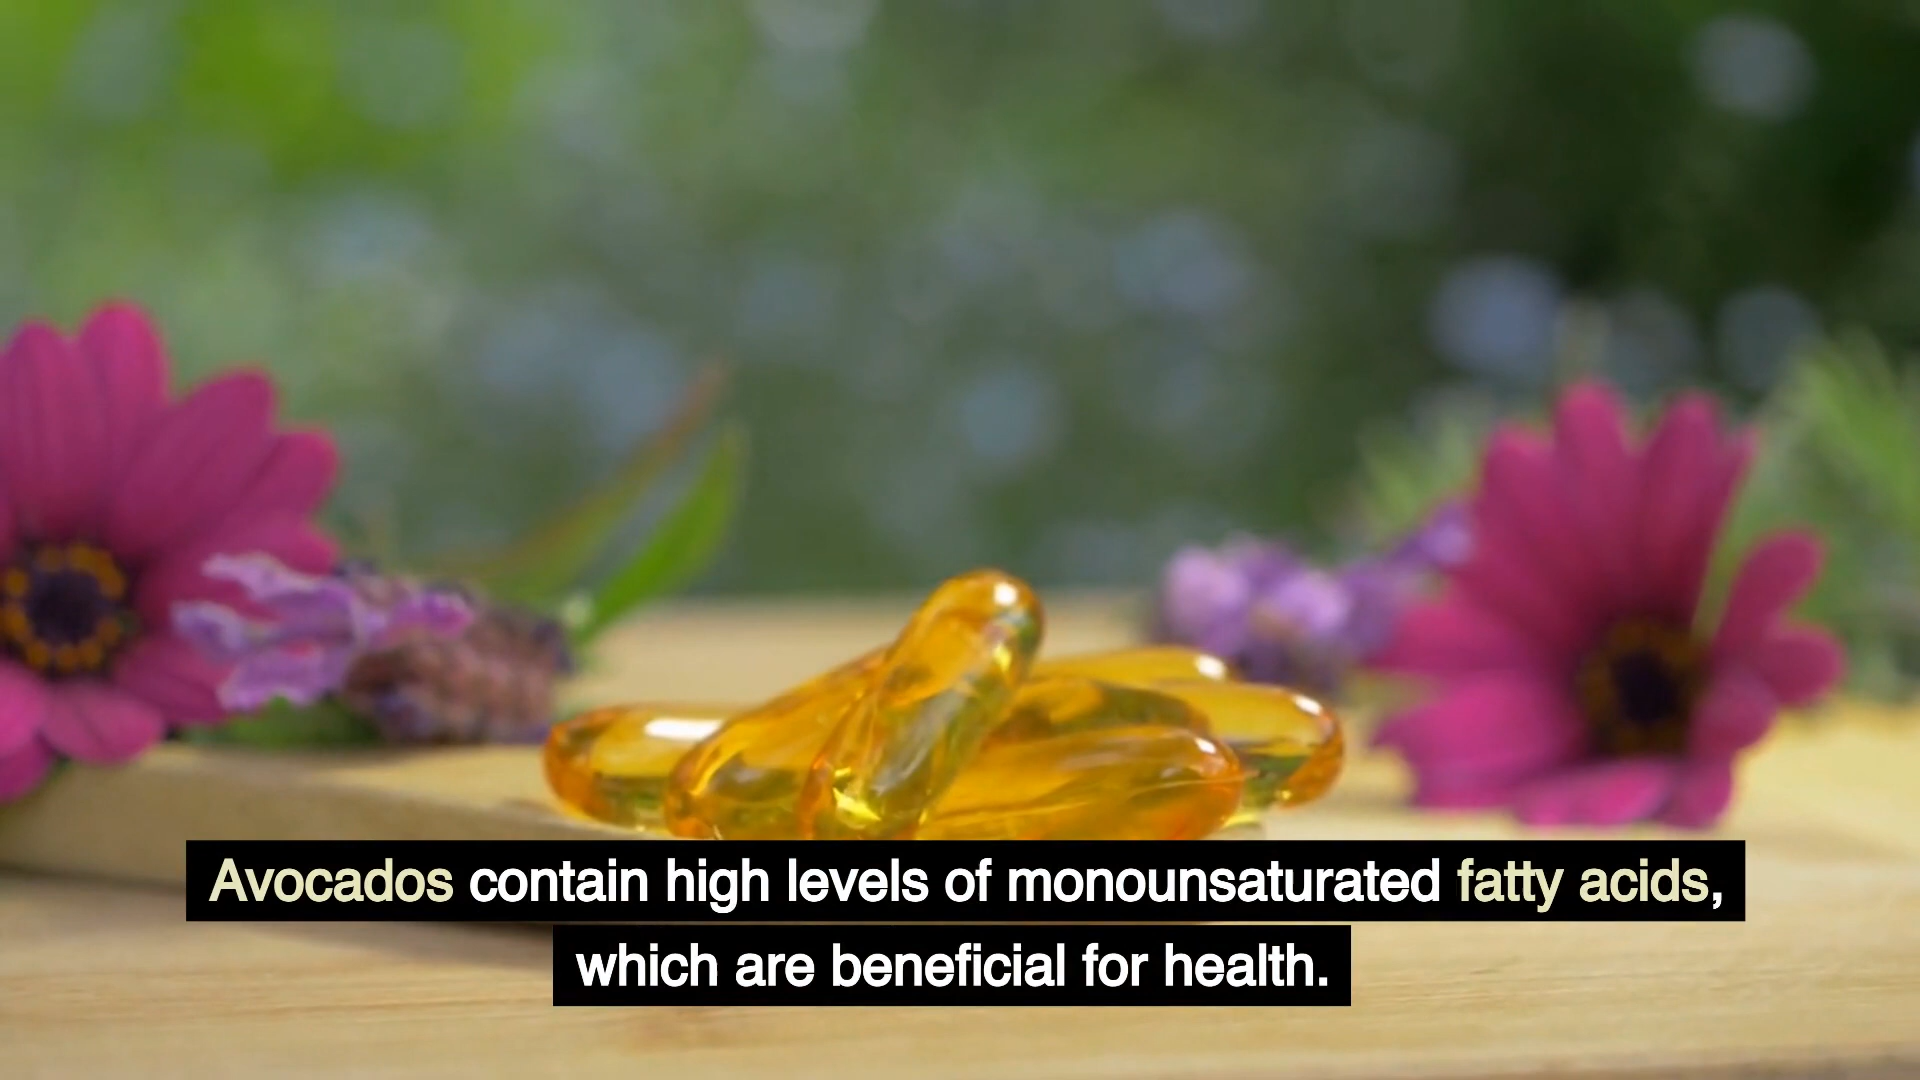 Avocados contain high levels of monounsaturated fatty acids,
which are beneficial for health.